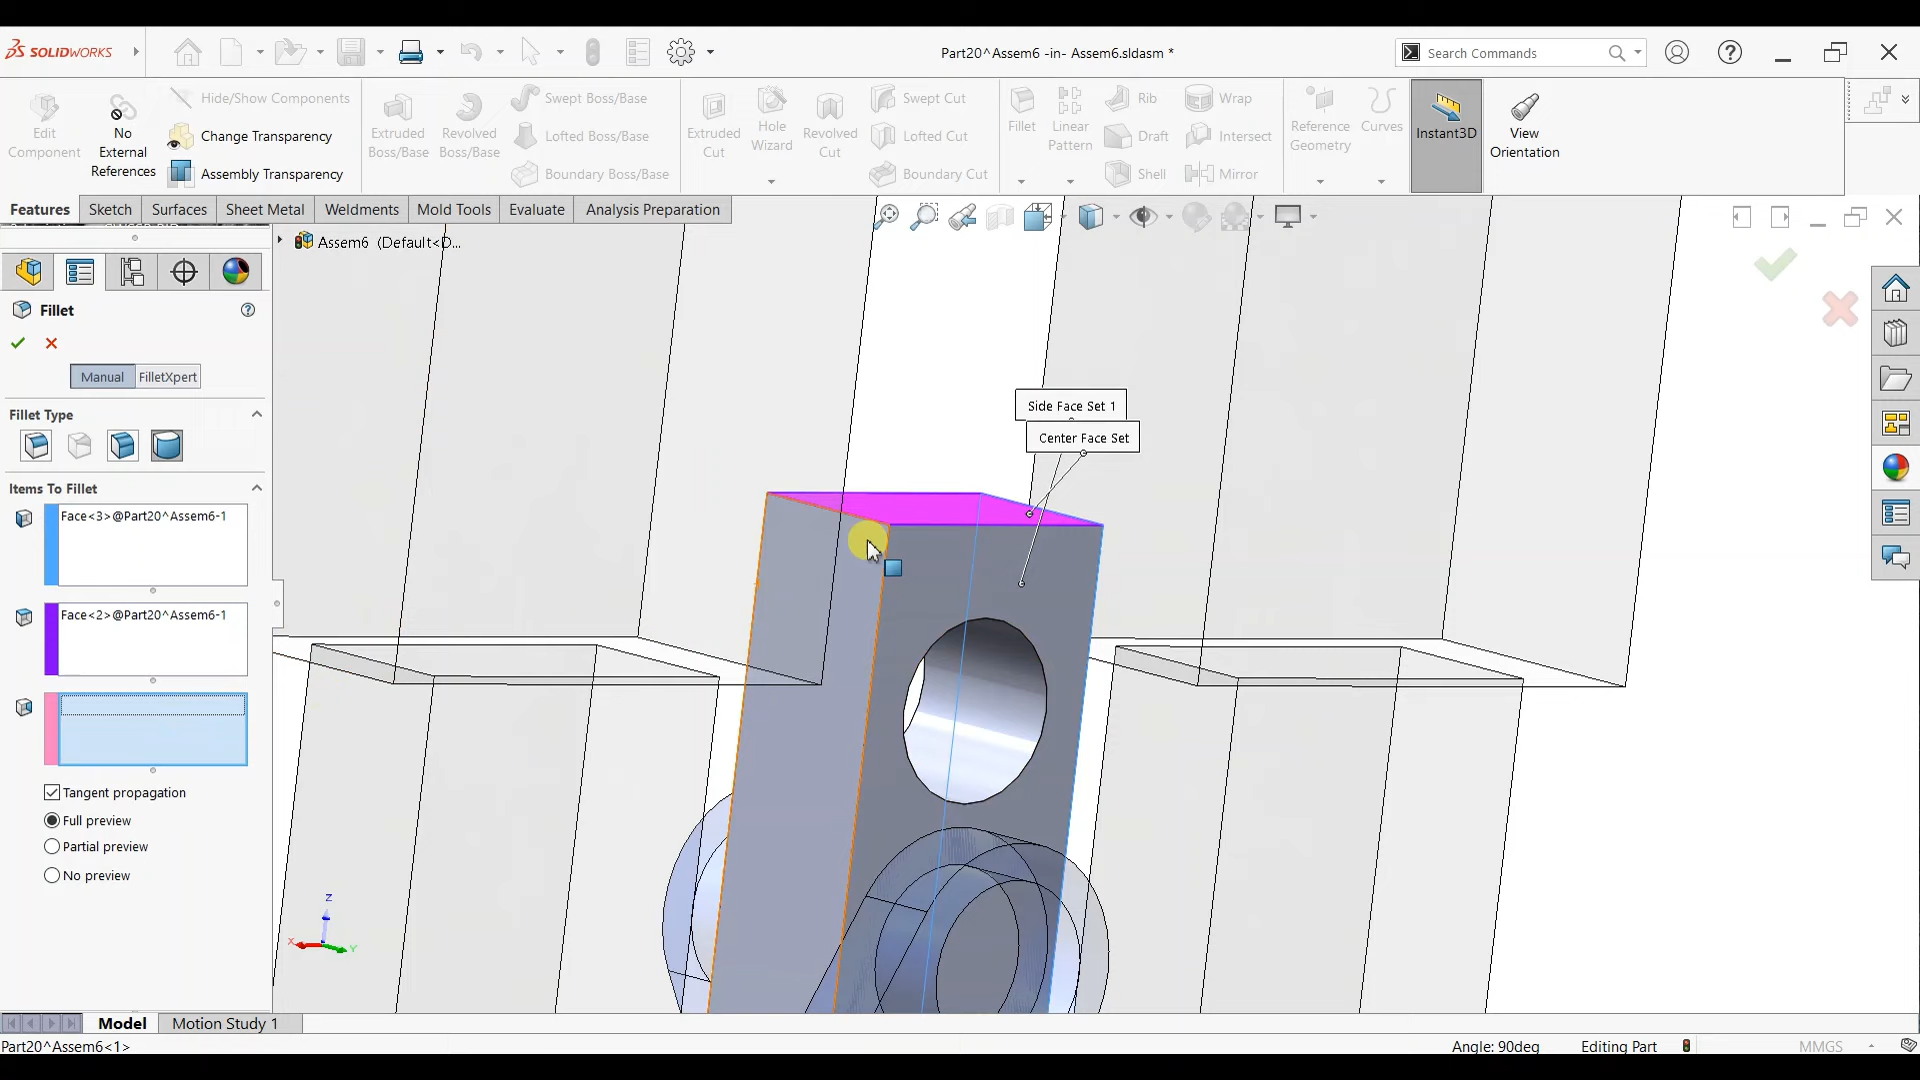 SOLIDWORKS
Part20^Assem6 -in- Assem6.sldasm *
Search Commands
Edit Component
No External References
Hide/Show Components
Change Transparency
Assembly Transparency
Extruded Boss/Base
Revolved Boss/Base
Swept Boss/Base
Lofted Boss/Base
Boundary Boss/Base
Extruded Cut
Hole Wizard
Revolved Cut
Swept Cut
Lofted Cut
Boundary Cut
Fillet
Linear Pattern
Rib
Draft
Shell
Wrap
Intersect
Mirror
Reference Geometry
Curves
Instant3D
View Orientation
Features
Sketch
Surfaces
Sheet Metal
Weldments
Mold Tools
Evaluate
Analysis Preparation
Assem6 (Default<D...
Fillet
Manual
FilletXpert
Fillet Type
Items To Fillet
Face<3>@Part20^Assem6-1
Face<2>@Part20^Assem6-1
Tangent propagation
Full preview
Partial preview
No preview
Side Face Set 1
Center Face Set
Z
X
Y
Model
Motion Study 1
Part20^Assem6<1>
Angle: 90deg
Editing Part
MMGS